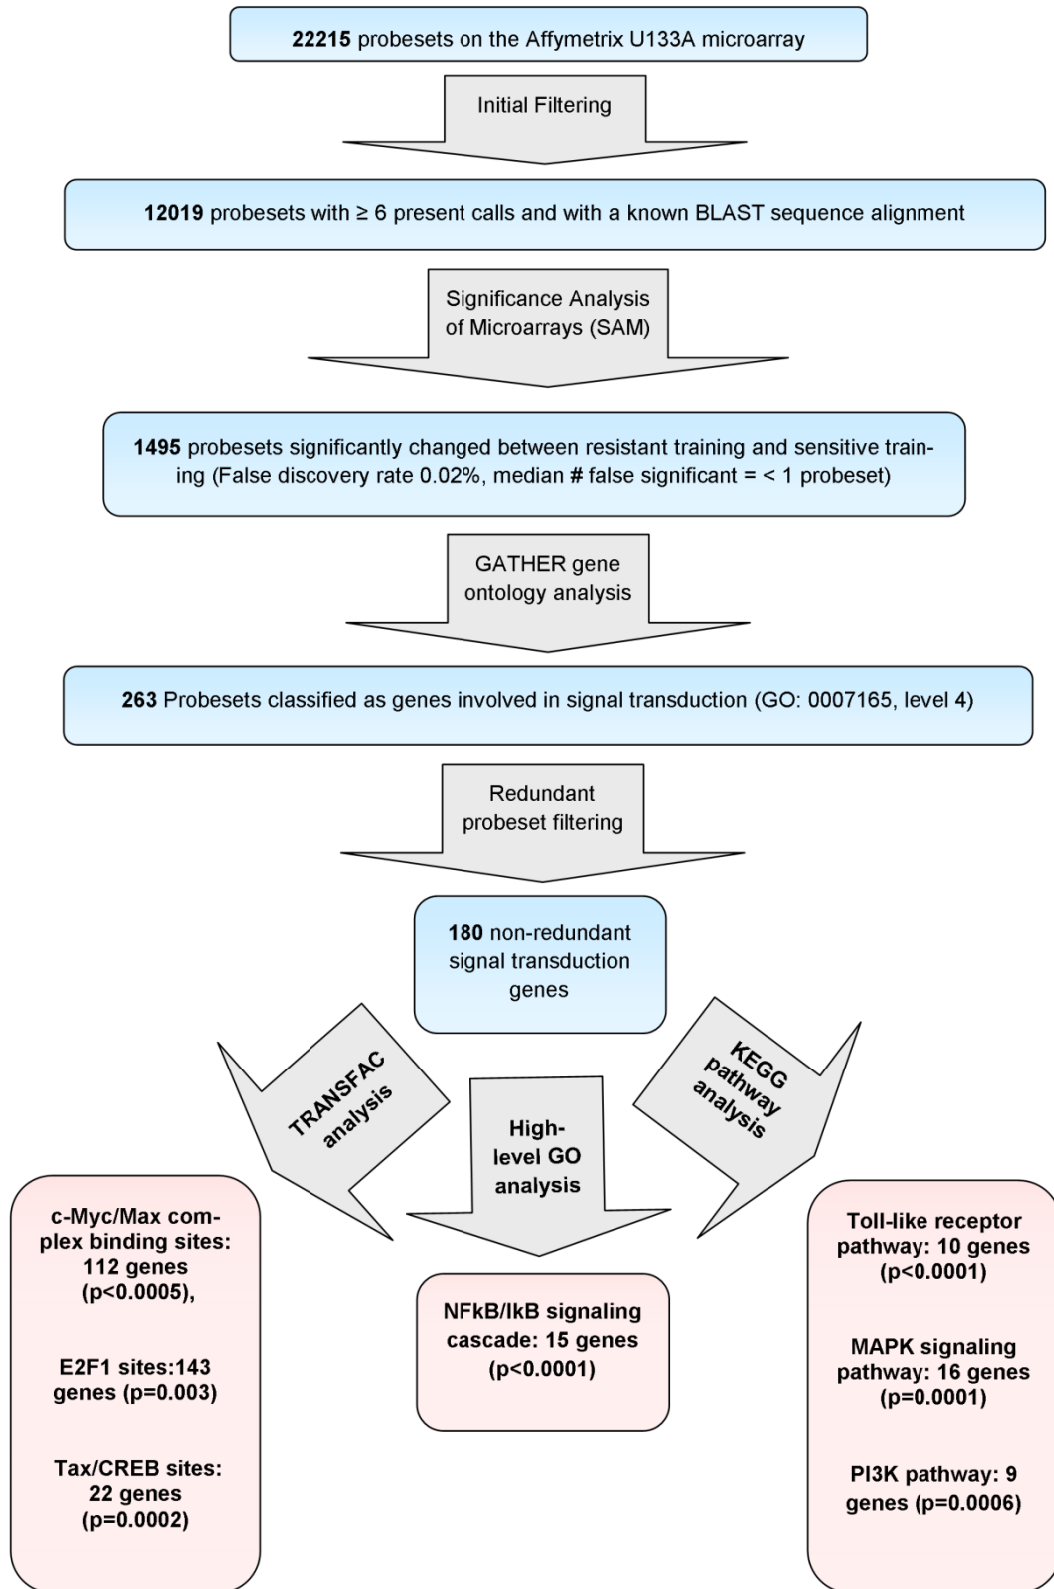 22215 probesets on the Affymetrix U133A microarray
Initial Filtering
12019 probesets with ≥ 6 present calls and with a known BLAST sequence alignment
Significance Analysis
of Microarrays (SAM)
1495 probesets significantly changed between resistant training and sensitive train-
ing (False discovery rate 0.02%, median # false significant = < 1 probeset)
GATHER gene
ontology analysis
263 Probesets classified as genes involved in signal transduction (GO: 0007165, level 4)
Redundant
probeset filtering
180 non-redundant
signal transduction
genes
TRANSFAC
analysis
High-
level GO
analysis
KEGG
pathway
analysis
c-Myc/Max com-
plex binding sites:
112 genes
(p<0.0005),
E2F1 sites:143
genes (p=0.003)
Tax/CREB sites:
22 genes
(p=0.0002)
NFkB/IkB signaling
cascade: 15 genes
(p<0.0001)
Toll-like receptor
pathway: 10 genes
(p<0.0001)
MAPK signaling
pathway: 16 genes
(p=0.0001)
PI3K pathway: 9
genes (p=0.0006)